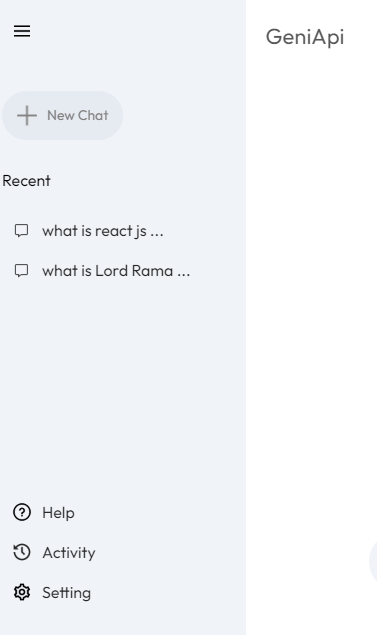 GeniApi
New Chat
Recent
what is react js ...
what is Lord Rama ...
Help
Activity
Setting